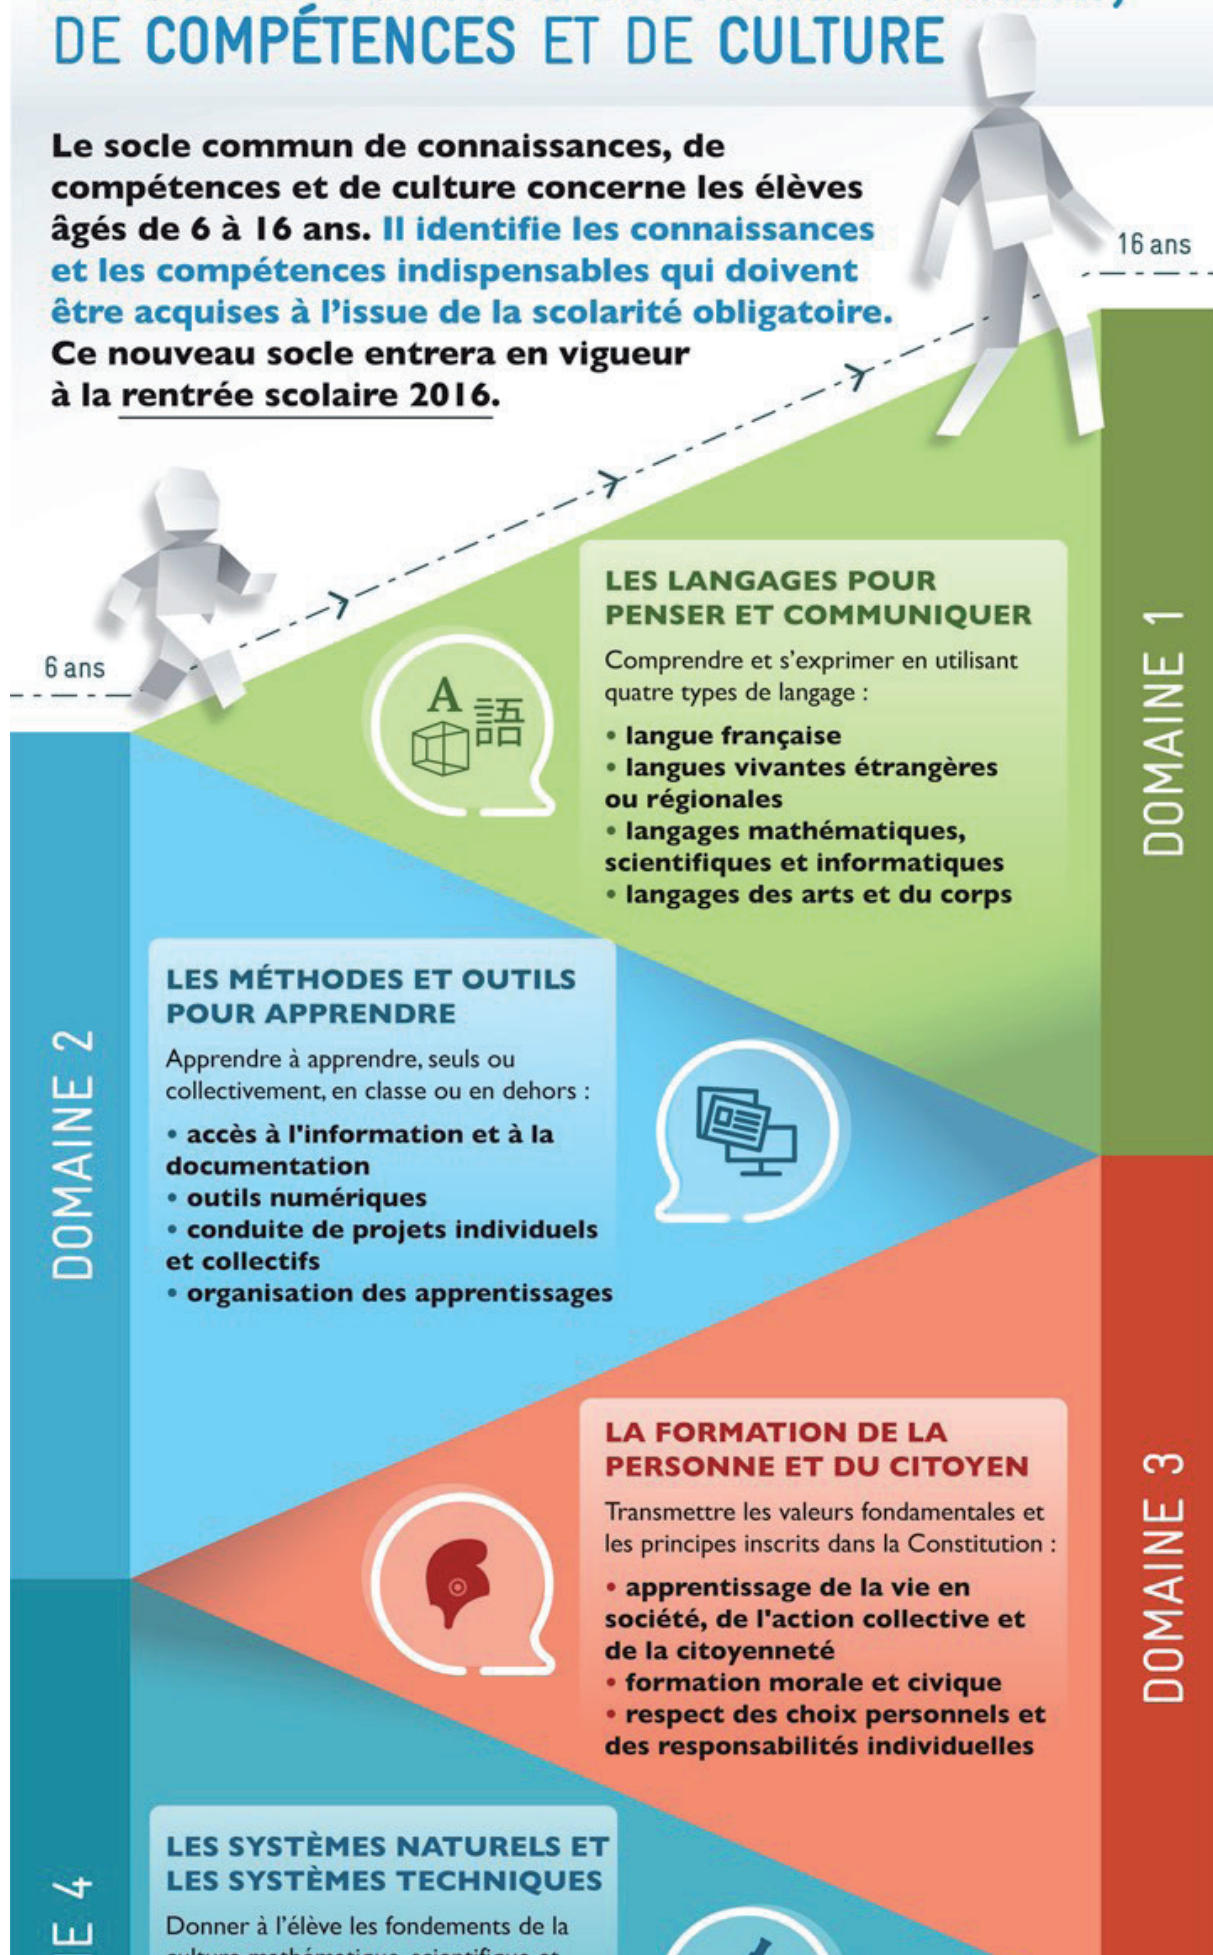 DE COMPÉTENCES ET DE CULTURE
Le socle commun de connaissances, de
compétences et de culture concerne les élèves
âgés de 6 à 16 ans. Il identifie les connaissances
et les compétences indispensables qui doivent
être acquises à l'issue de la scolarité obligatoire.
Ce nouveau socle entrera en vigueur
à la rentrée scolaire 2016.
16 ans
6 ans
DOMAINE 1
LES LANGAGES POUR
PENSER ET COMMUNIQUER
Comprendre et s'exprimer en utilisant
quatre types de langage :
• langue française
• langues vivantes étrangères
ou régionales
• langages mathématiques,
scientifiques et informatiques
• langages des arts et du corps
A 語
DOMAINE 2
LES MÉTHODES ET OUTILS
POUR APPRENDRE
Apprendre à apprendre, seuls ou
collectivement, en classe ou en dehors :
• accès à l'information et à la
documentation
• outils numériques
• conduite de projets individuels
et collectifs
• organisation des apprentissages
DOMAINE 3
LA FORMATION DE LA
PERSONNE ET DU CITOYEN
Transmettre les valeurs fondamentales et
les principes inscrits dans la Constitution :
• apprentissage de la vie en
société, de l'action collective et
de la citoyenneté
• formation morale et civique
• respect des choix personnels et
des responsabilités individuelles
4
LES SYSTÈMES NATURELS ET
LES SYSTÈMES TECHNIQUES
Donner à l'élève les fondements de la